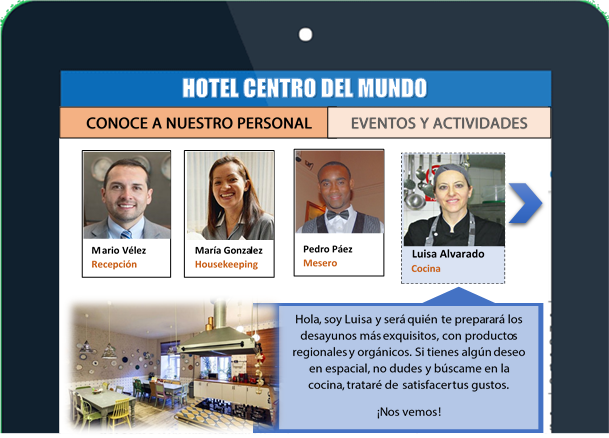 HOTEL CENTRO DEL MUNDO
CONOCE A NUESTRO PERSONAL
EVENTOS Y ACTIVIDADES
Mario Vélez
Recepción
María Gonzalez
Housekeeping
Pedro Páez
Mesero
Luisa Alvarado
Cocina
Hola, soy Luisa y será quién te preparará los
desayunos más exquisitos, con productos
regionales y orgánicos. Si tienes algún deseo
en espacial, no dudes y búscame en la
cocina, trataré de satisfacer tus gustos.
¡Nos vemos!